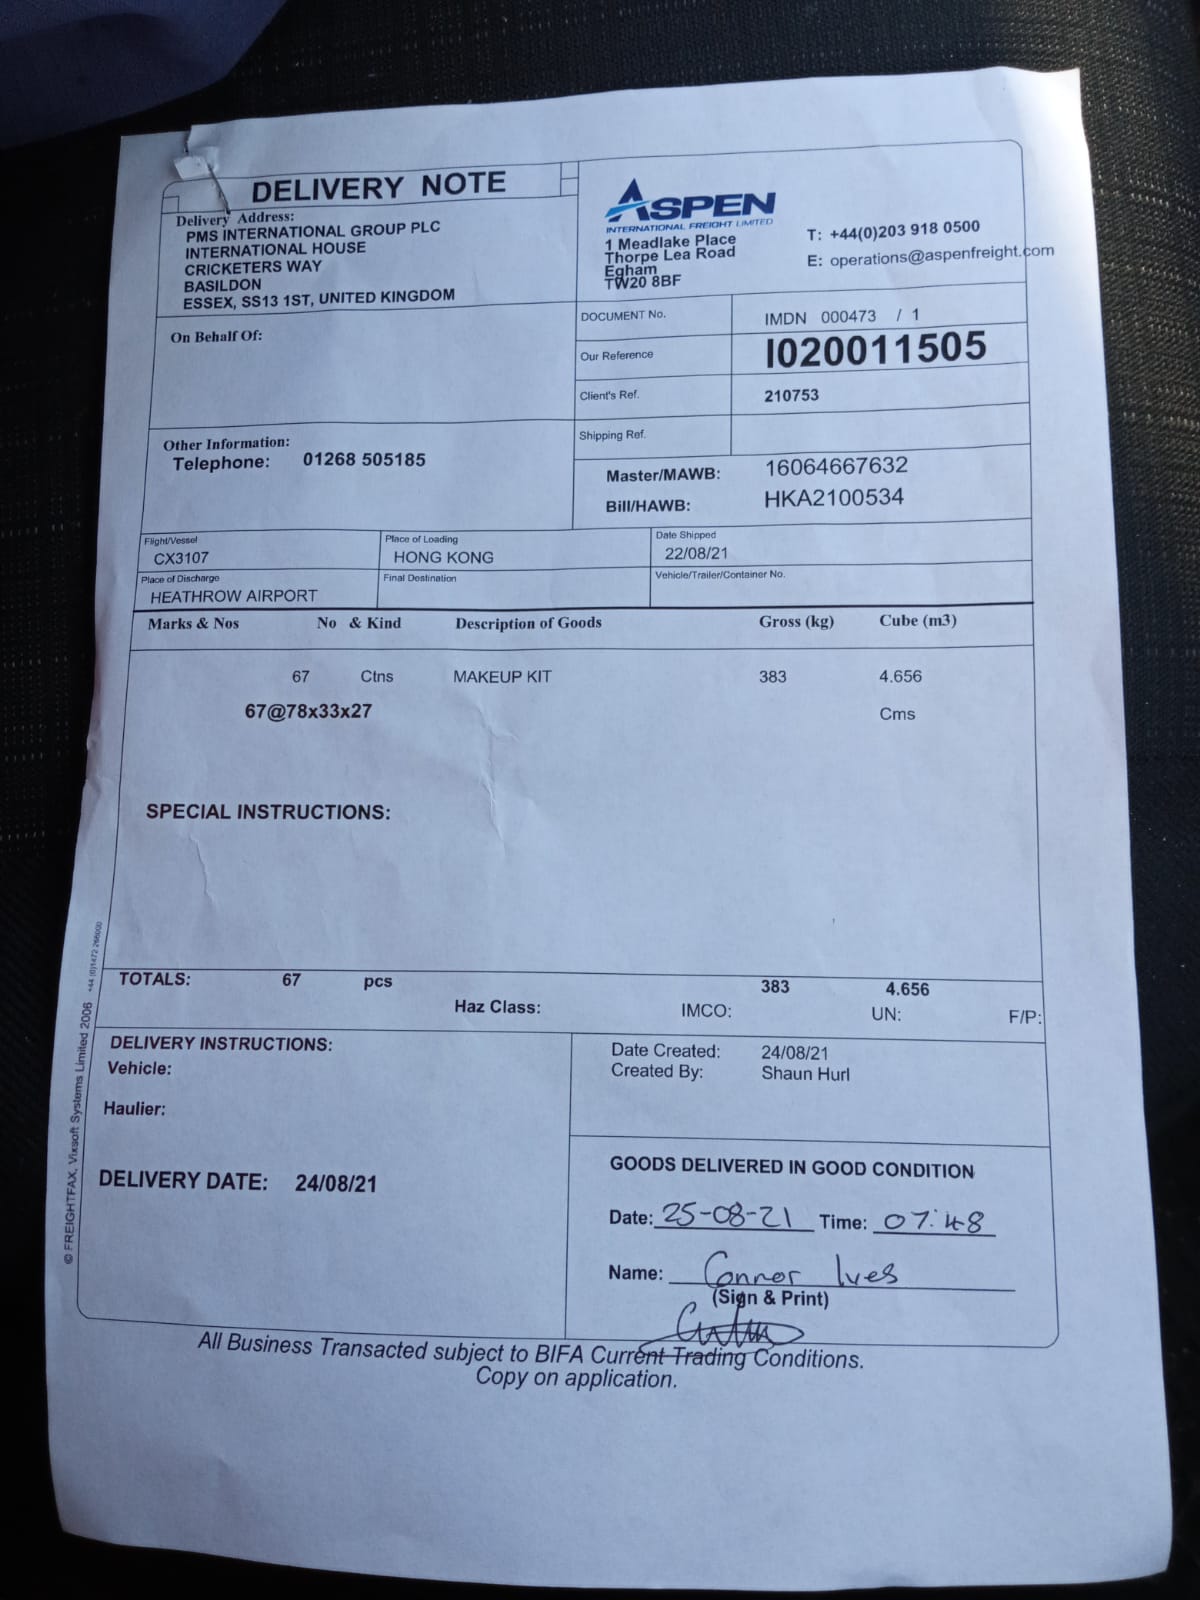 DELIVERY NOTE
Delivery Address:
PMS INTERNATIONAL GROUP PLC
INTERNATIONAL HOUSE
CRICKETERS WAY
BASILDON
ESSEX, SS13 1ST, UNITED KINGDOM
ASPEN
INTERNATIONAL FREIGHT LIMITED
1 Meadlake Place
Thorpe Lea Road
Egham
TW20 8BF
T: +44(0)203 918 0500
E: operations@aspenfreight.com
On Behalf Of:
DOCUMENT No. IMDN 000473 / 1
Our Reference I020011505
Client's Ref. 210753
Shipping Ref.
Other Information:
Telephone: 01268 505185
Master/MAWB: 16064667632
Bill/HAWB: HKA2100534
Flight/Vessel Place of Loading Date Shipped
CX3107 HONG KONG 22/08/21
Place of Discharge Final Destination Vehicle/Trailer/Container No.
HEATHROW AIRPORT
Marks & Nos No & Kind Description of Goods Gross (kg) Cube (m3)
67 Ctns MAKEUP KIT 383 4.656
67@78x33x27 Cms
SPECIAL INSTRUCTIONS:
TOTALS: 67 pcs 383 4.656
Haz Class: IMCO: UN: F/P:
DELIVERY INSTRUCTIONS:
Vehicle:
Haulier:
DELIVERY DATE: 24/08/21
Date Created: 24/08/21
Created By: Shaun Hurl
GOODS DELIVERED IN GOOD CONDITION
Date: 25-08-21 Time: 07:48
Name: Connor Ives
(Sign & Print)
All Business Transacted subject to BIFA Current Trading Conditions.
Copy on application.
© FREIGHTFAX, Vixsoft Systems Limited 2006 +44 (0)1472 266000